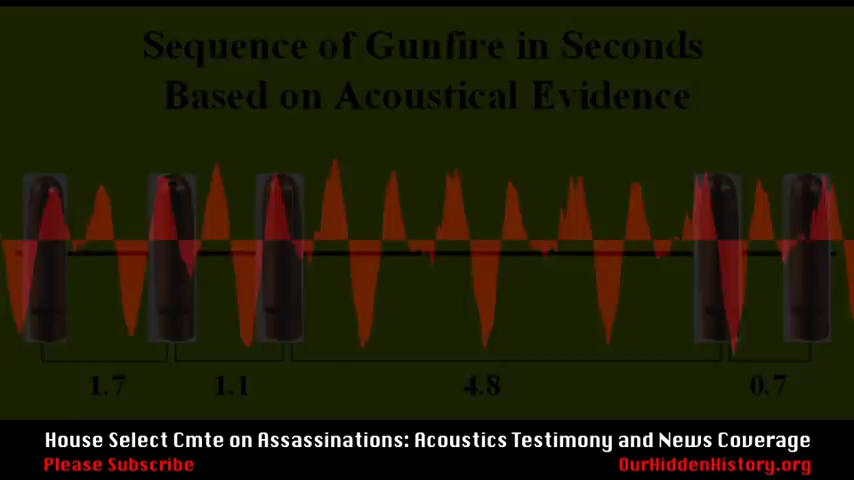 Sequence of Gunfire in Seconds
Based on Acoustical Evidence
1.7 1.1 4.8 0.7
House Select Cmte on Assassinations: Acoustics Testimony and News Coverage
Please Subscribe OurHiddenHistory.org